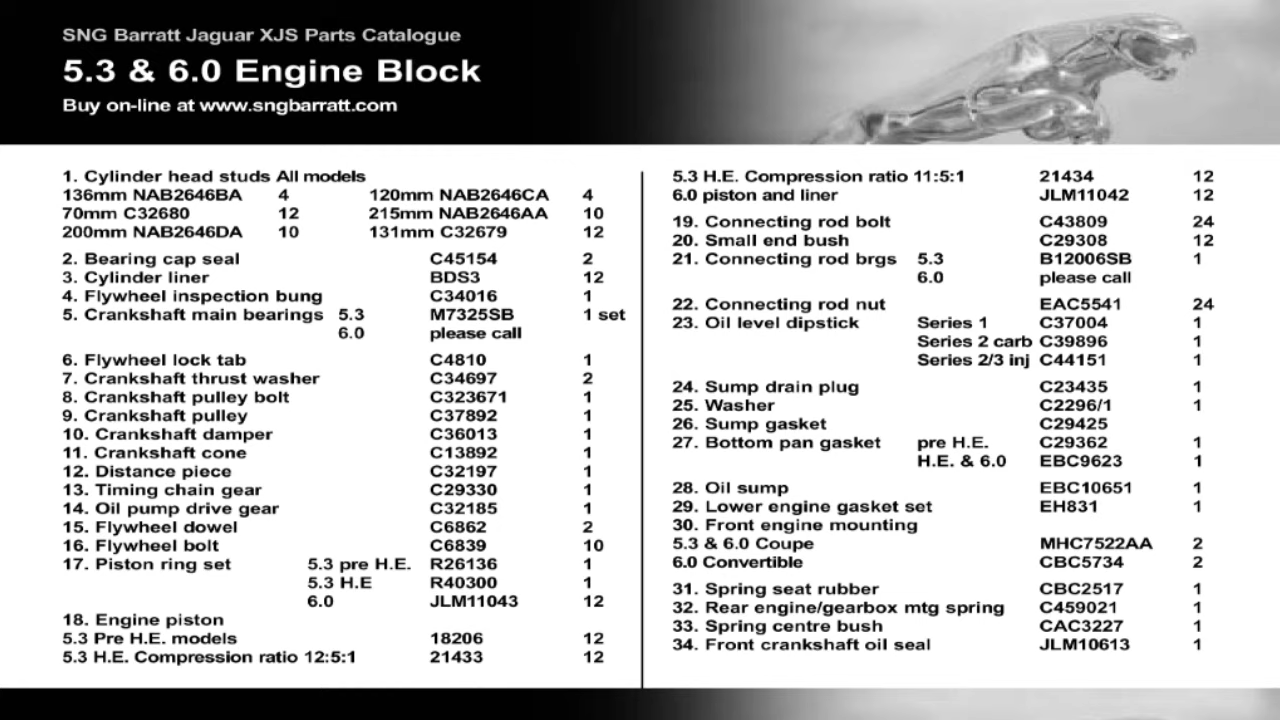 SNG Barratt Jaguar XJS Parts Catalogue
5.3 & 6.0 Engine Block
Buy on-line at www.sngbarratt.com
1. Cylinder head studs All models
136mm NAB2646BA 4 120mm NAB2646CA 4
70mm C32680 12 215mm NAB2646AA 10
200mm NAB2646DA 10 131mm C32679 12
2. Bearing cap seal C45154 2
3. Cylinder liner BDS3 12
4. Flywheel inspection bung C34016 1
5. Crankshaft main bearings 5.3 M7325SB 1 set
6.0 please call
6. Flywheel lock tab C4810 1
7. Crankshaft thrust washer C34697 2
8. Crankshaft pulley bolt C323671 1
9. Crankshaft pulley C37892 1
10. Crankshaft damper C36013 1
11. Crankshaft cone C13892 1
12. Distance piece C32197 1
13. Timing chain gear C29330 1
14. Oil pump drive gear C32185 1
15. Flywheel dowel C6862 2
16. Flywheel bolt C6839 10
17. Piston ring set 5.3 pre H.E. R26136 1
5.3 H.E R40300 1
6.0 JLM11043 12
18. Engine piston
5.3 Pre H.E. models 18206 12
5.3 H.E. Compression ratio 12:5:1 21433 12
5.3 H.E. Compression ratio 11:5:1 21434 12
6.0 piston and liner JLM11042 12
19. Connecting rod bolt C43809 24
20. Small end bush C29308 12
21. Connecting rod brgs 5.3 B12006SB 1
6.0 please call
22. Connecting rod nut EAC5541 24
23. Oil level dipstick Series 1 C37004 1
Series 2 carb C39896 1
Series 2/3 inj C44151 1
24. Sump drain plug C23435 1
25. Washer C2296/1 1
26. Sump gasket C29425
27. Bottom pan gasket pre H.E. C29362 1
H.E. & 6.0 EBC9623 1
28. Oil sump EBC10651 1
29. Lower engine gasket set EH831 1
30. Front engine mounting
5.3 & 6.0 Coupe MHC7522AA 2
6.0 Convertible CBC5734 2
31. Spring seat rubber CBC2517 1
32. Rear engine/gearbox mtg spring C459021 1
33. Spring centre bush CAC3227 1
34. Front crankshaft oil seal JLM10613 1